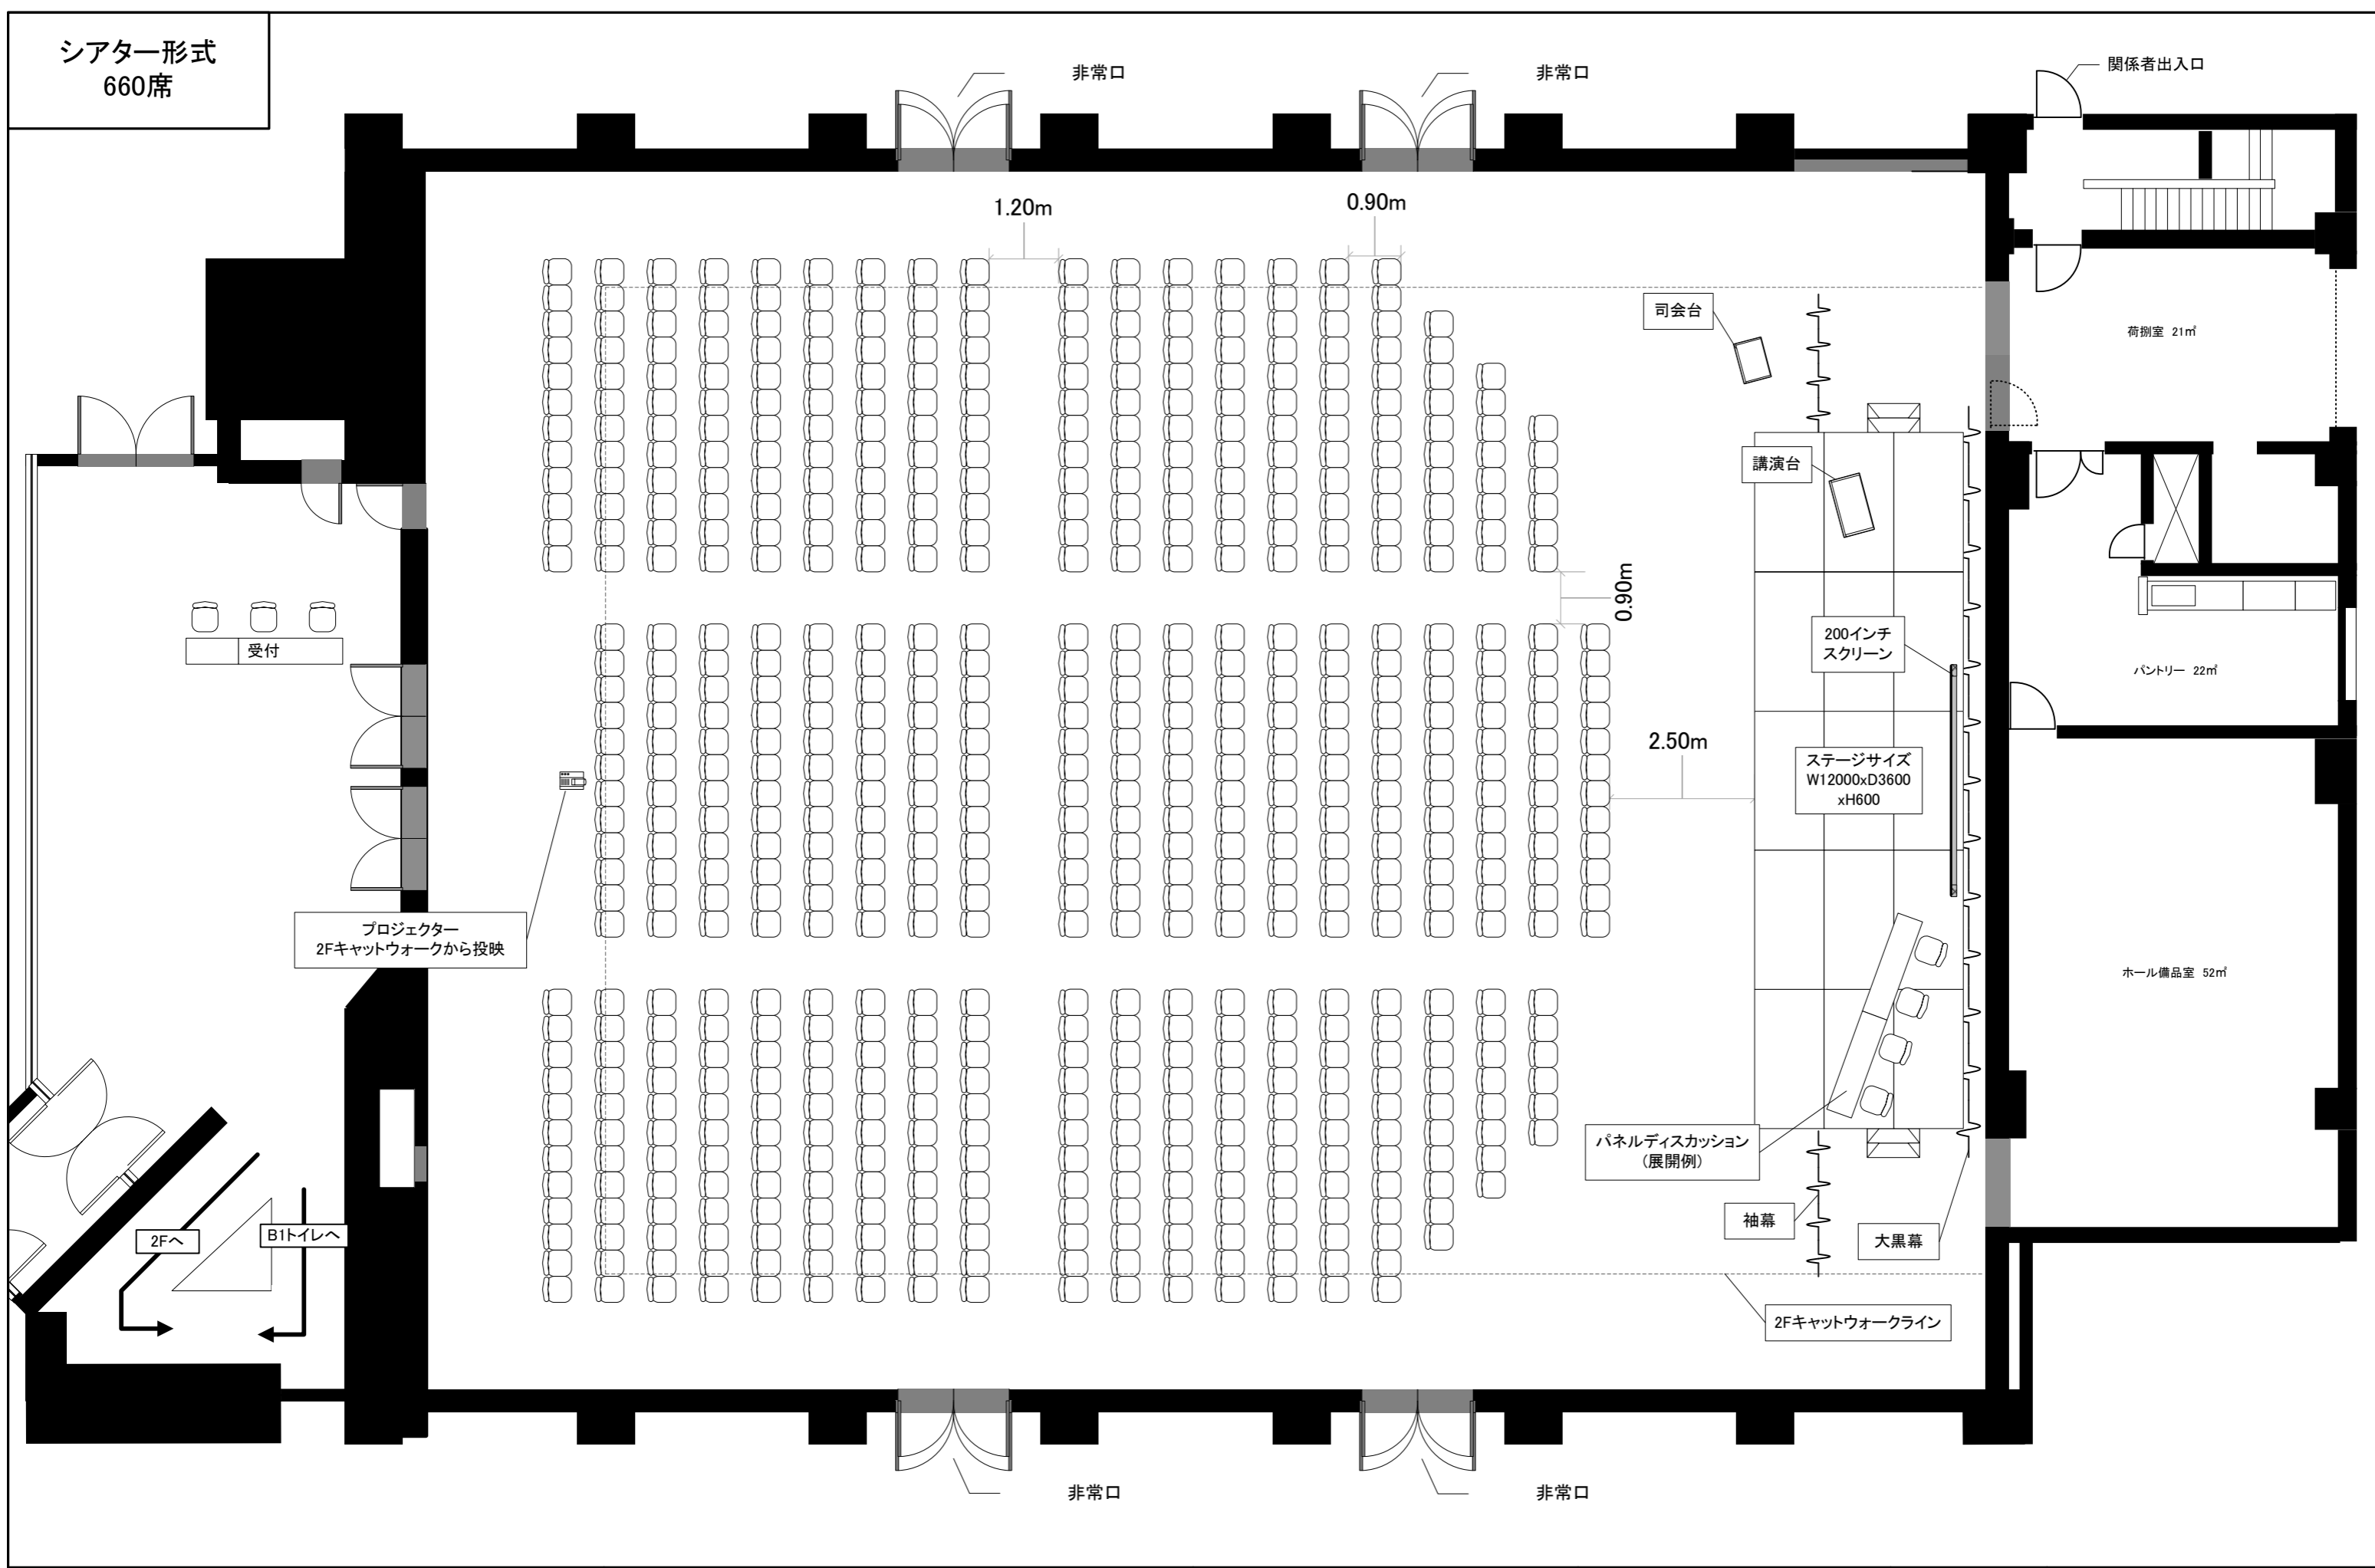 シアター形式
660席
非常口
非常口
関係者出入口
1.20m
0.90m
司会台
荷捌室 21㎡
講演台
0.90m
受付
200インチ
スクリーン
パントリー 22㎡
2.50m
ステージサイズ
W12000xD3600
xH600
プロジェクター
2Fキャットウォークから投映
ホール備品室 52㎡
パネルディスカッション
(展開例)
袖幕
大黒幕
2Fへ
B1トイレへ
2Fキャットウォークライン
非常口
非常口